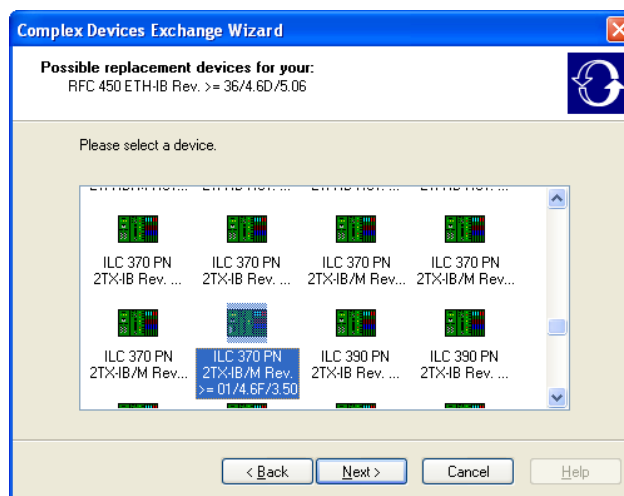 Complex Devices Exchange Wizard
Possible replacement devices for your:
RFC 450 ETH-IB Rev. >= 36/4.6D/5.06
Please select a device.
ILC 370 PN
2TX-IB Rev. ...
ILC 370 PN
2TX-IB Rev. ...
ILC 370 PN
2TX-IB/M Rev...
ILC 370 PN
2TX-IB/M Rev...
ILC 370 PN
2TX-IB/M Rev...
ILC 370 PN
2TX-IB/M Rev.
>= 01/4.6F/3.50
ILC 390 PN
2TX-IB Rev. ...
ILC 390 PN
2TX-IB Rev. ...
< Back
Next >
Cancel
Help